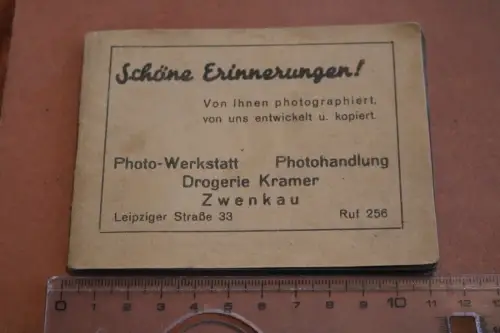 Schöne Erinnerungen!
Von Ihnen photographiert,
von uns entwickelt u. kopiert.
Photo-Werkstatt Photohandlung
Drogerie Kramer
Zwenkau
Leipziger Straße 33 Ruf 256
0 1 2 3 4 5 6 7 8 9 10 11 12